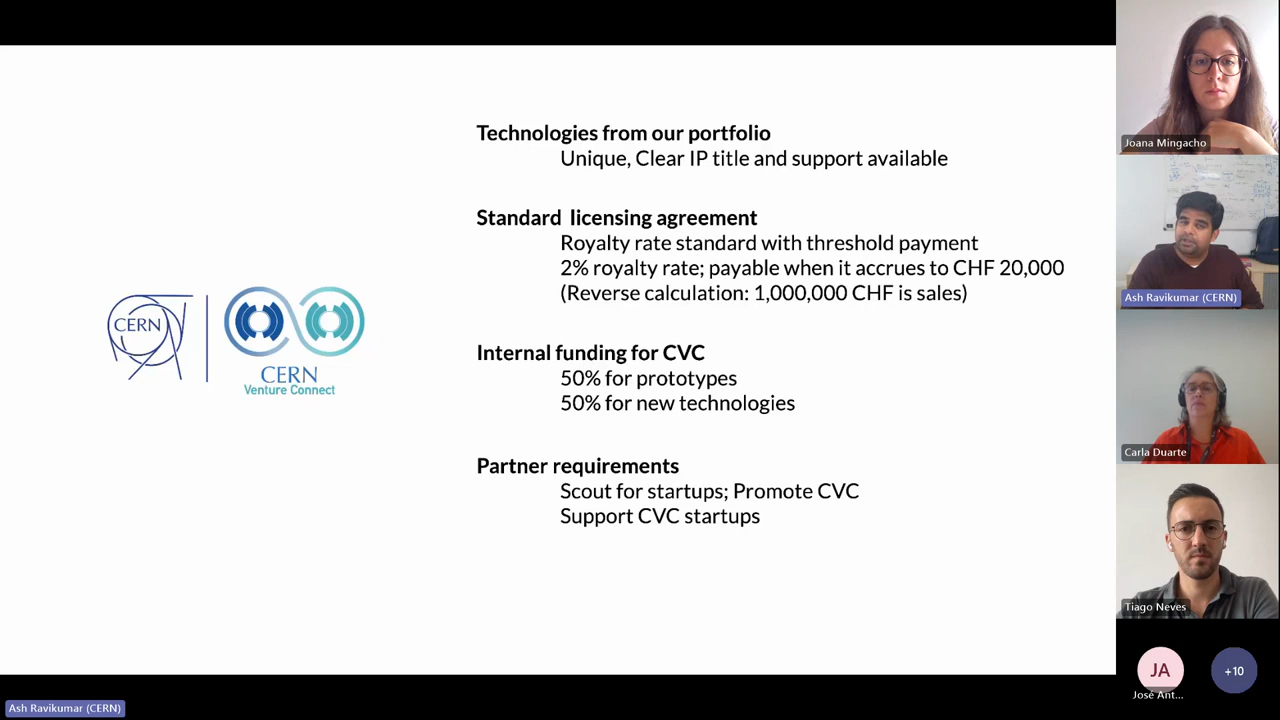 Technologies from our portfolio
Unique, Clear IP title and support available
Standard licensing agreement
Royalty rate standard with threshold payment
2% royalty rate; payable when it accrues to CHF 20,000
(Reverse calculation: 1,000,000 CHF is sales)
Internal funding for CVC
50% for prototypes
50% for new technologies
Partner requirements
Scout for startups; Promote CVC
Support CVC startups
CERN
CERN
Venture Connect
Joana Mingacho
Ash Ravikumar (CERN)
Carla Duarte
Tiago Neves
JA
José Ant...
+10
Ash Ravikumar (CERN)